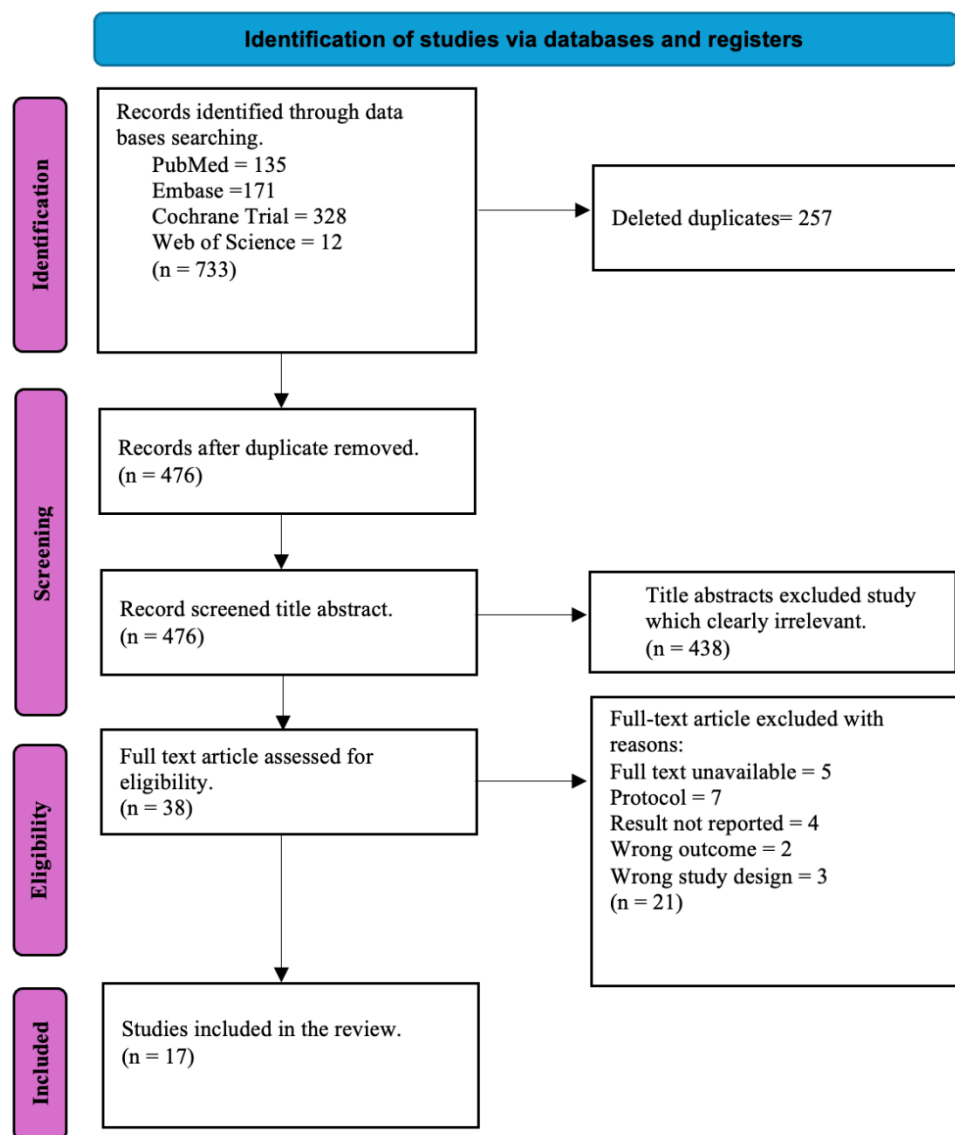 Identification of studies via databases and registers
Identification
Records identified through data
bases searching.
PubMed = 135
Embase =171
Cochrane Trial = 328
Web of Science = 12
(n = 733)
Deleted duplicates= 257
Screening
Records after duplicate removed.
(n = 476)
Record screened title abstract.
(n = 476)
Title abstracts excluded study
which clearly irrelevant.
(n = 438)
Eligibility
Full text article assessed for
eligibility.
(n = 38)
Full-text article excluded with
reasons:
Full text unavailable = 5
Protocol = 7
Result not reported = 4
Wrong outcome = 2
Wrong study design = 3
(n = 21)
Included
Studies included in the review.
(n = 17)